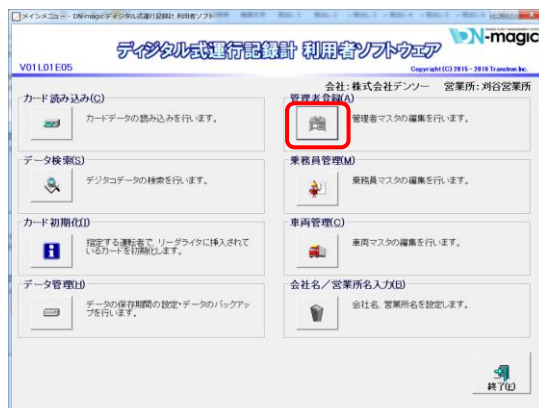 メインメニュー - DN-magic ディジタル式運行記録計 利用者ソフト
ディジタル式運行記録計 利用者ソフトウェア
DN-magic
V01L01E05
Copyright (C) 2015 - 2016 Transtron Inc.
会社:株式会社デンソー 営業所:刈谷営業所
カード読み込み(C)
カードデータの読み込みを行います。
管理者登録(A)
管理者マスタの編集を行います。
データ検索(S)
デジタコデータの検索を行います。
乗務員管理(M)
乗務員マスタの編集を行います。
カード初期化(I)
指定する運転者で、リーダライタに挿入されて
いるカードを初期化します。
車両管理(C)
車両マスタの編集を行います。
データ管理(H)
データの保存期間の設定・データのバックアッ
プを行います。
会社名/営業所名入力(B)
会社名、営業所名を設定します。
終了(E)